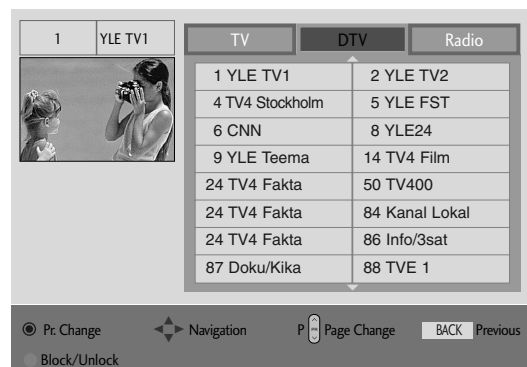 1 YLE TV1
TV DTV Radio
1 YLE TV1 2 YLE TV2
4 TV4 Stockholm 5 YLE FST
6 CNN 8 YLE24
9 YLE Teema 14 TV4 Film
24 TV4 Fakta 50 TV400
24 TV4 Fakta 84 Kanal Lokal
24 TV4 Fakta 86 Info/3sat
87 Doku/Kika 88 TVE 1
Pr. Change Navigation P Page Change BACK Previous
Block/Unlock